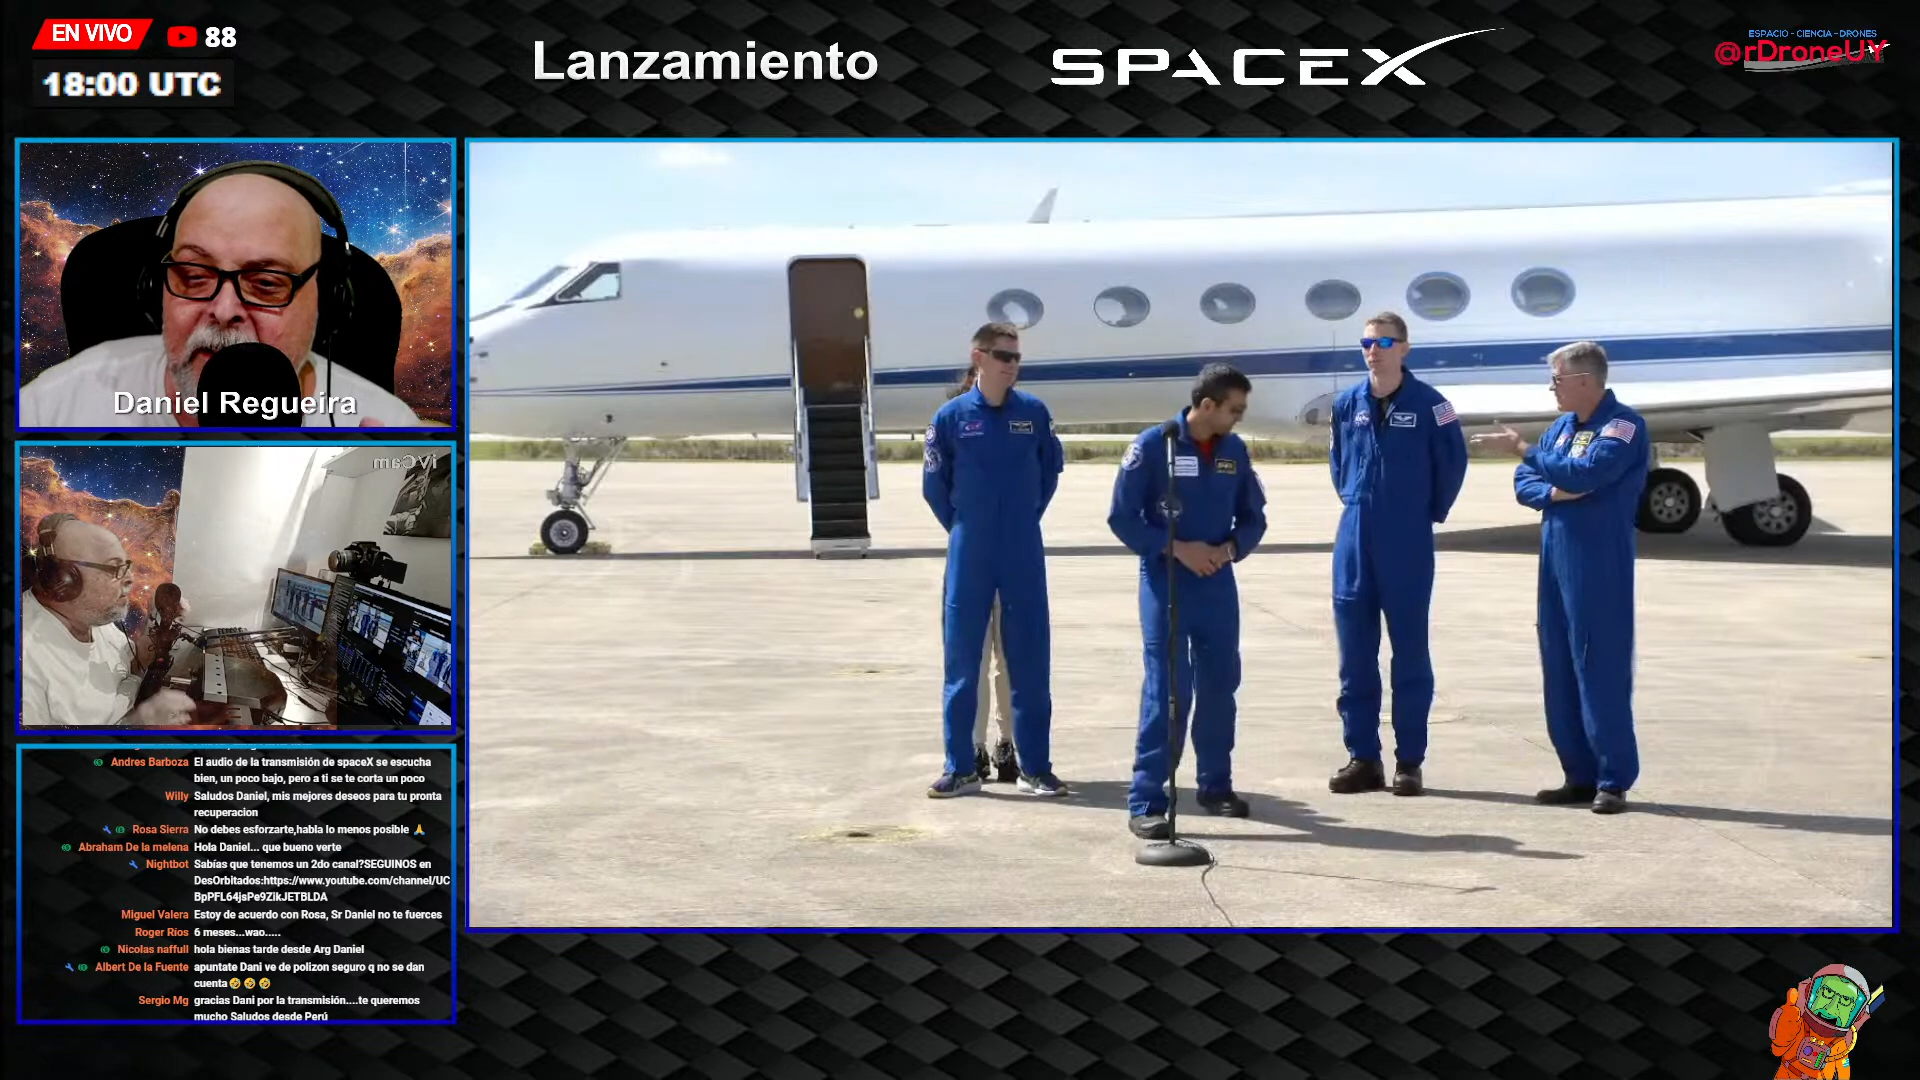 EN VIVO
88
18:00 UTC
Lanzamiento
SPACEX
ESPACIO - CIENCIA - DRONES
@rDroneUY
Daniel Regueira
iVCam
Andres Barboza El audio de la transmisión de spaceX se escucha
bien, un poco bajo, pero a ti se te corta un poco
Willy Saludos Daniel, mis mejores deseos para tu pronta
recuperacion
Rosa Sierra No debes esforzarte,habla lo menos posible 🙏
Abraham De la melena Hola Daniel... que bueno verte
Nightbot Sabías que tenemos un 2do canal?SEGUINOS en
DesOrbitados:https://www.youtube.com/channel/UC
BpPFL64jsPe9ZikJETBLDA
Miguel Valera Estoy de acuerdo con Rosa, Sr Daniel no te fuerces
Roger Ríos 6 meses...wao.....
Nicolas naffull hola bienas tarde desde Arg Daniel
Albert De la Fuente apuntate Dani ve de polizon seguro q no se dan
cuenta🤣🤣🤣
Sergio Mg gracias Dani por la transmisión....te queremos
mucho Saludos desde Perú